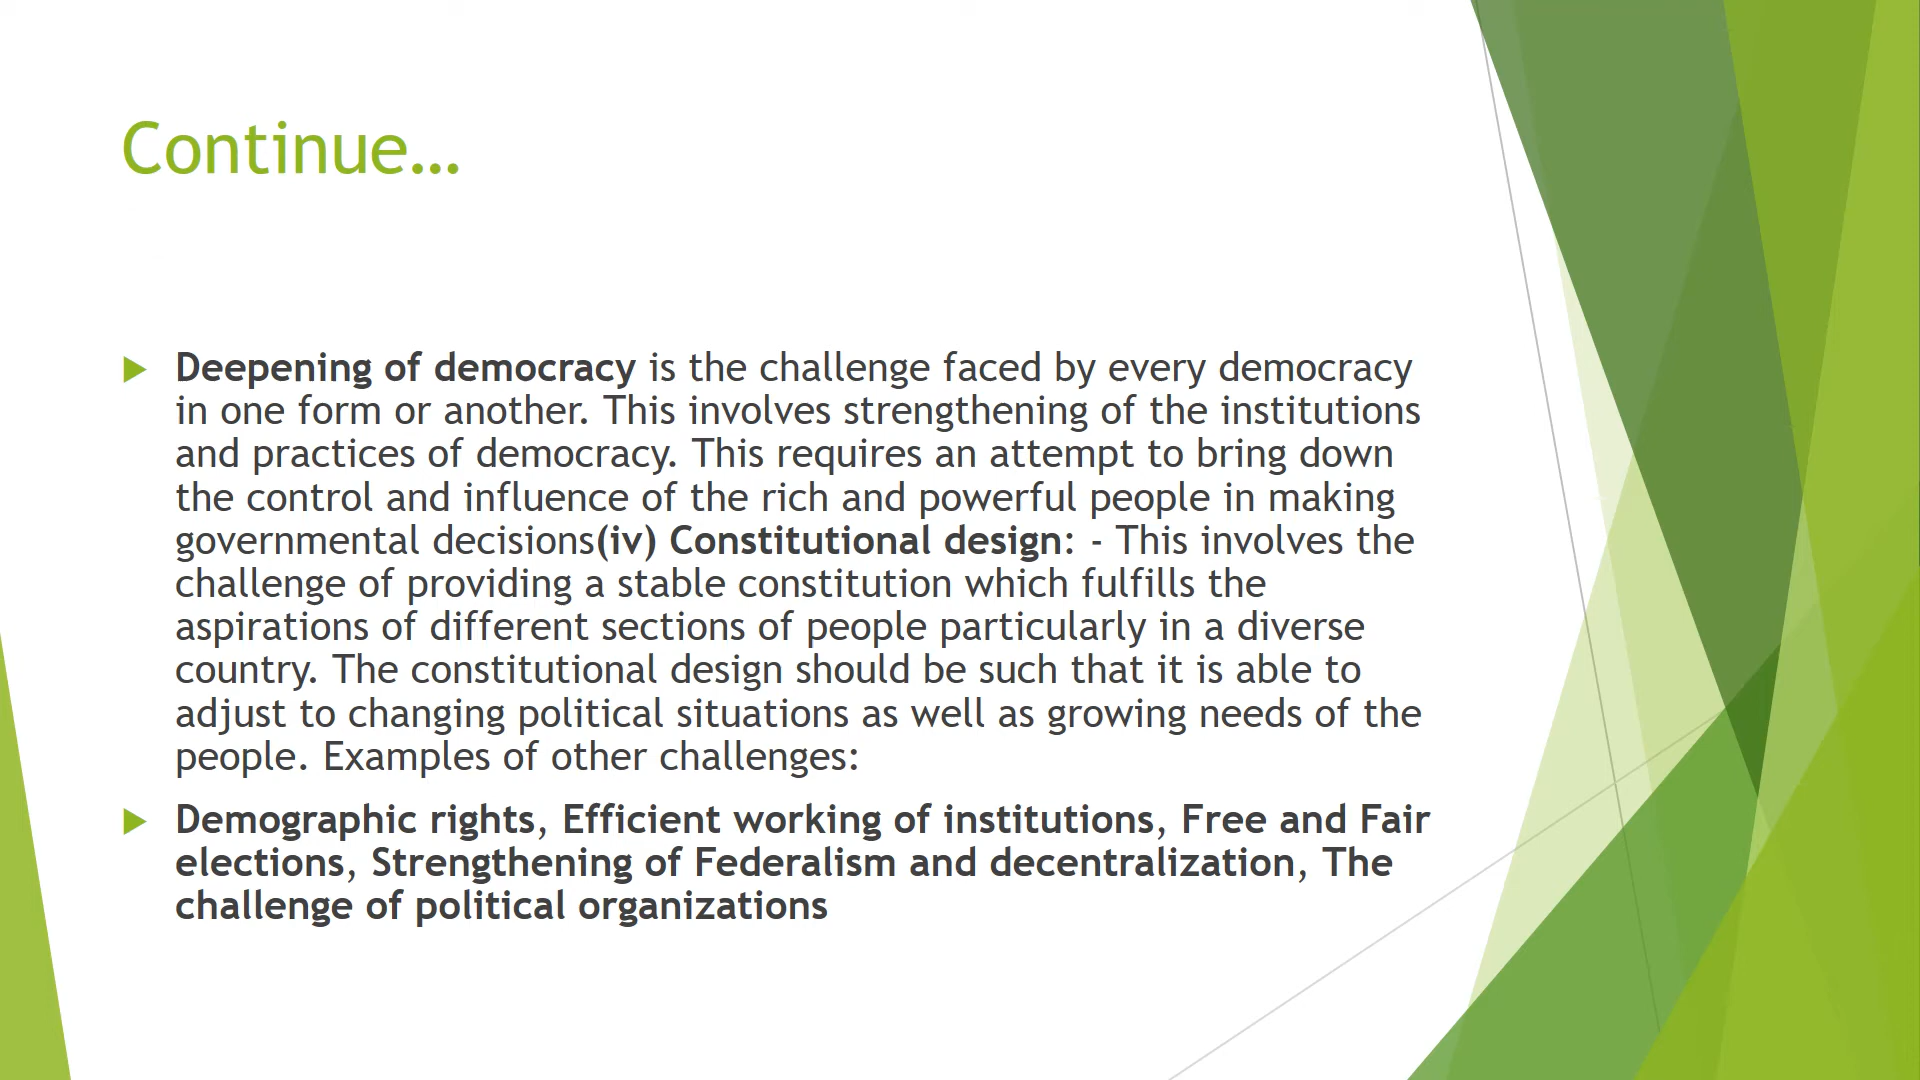 Continue…
Deepening of democracy is the challenge faced by every democracy
in one form or another. This involves strengthening of the institutions
and practices of democracy. This requires an attempt to bring down
the control and influence of the rich and powerful people in making
governmental decisions(iv) Constitutional design: - This involves the
challenge of providing a stable constitution which fulfills the
aspirations of different sections of people particularly in a diverse
country. The constitutional design should be such that it is able to
adjust to changing political situations as well as growing needs of the
people. Examples of other challenges:
Demographic rights, Efficient working of institutions, Free and Fair
elections, Strengthening of Federalism and decentralization, The
challenge of political organizations